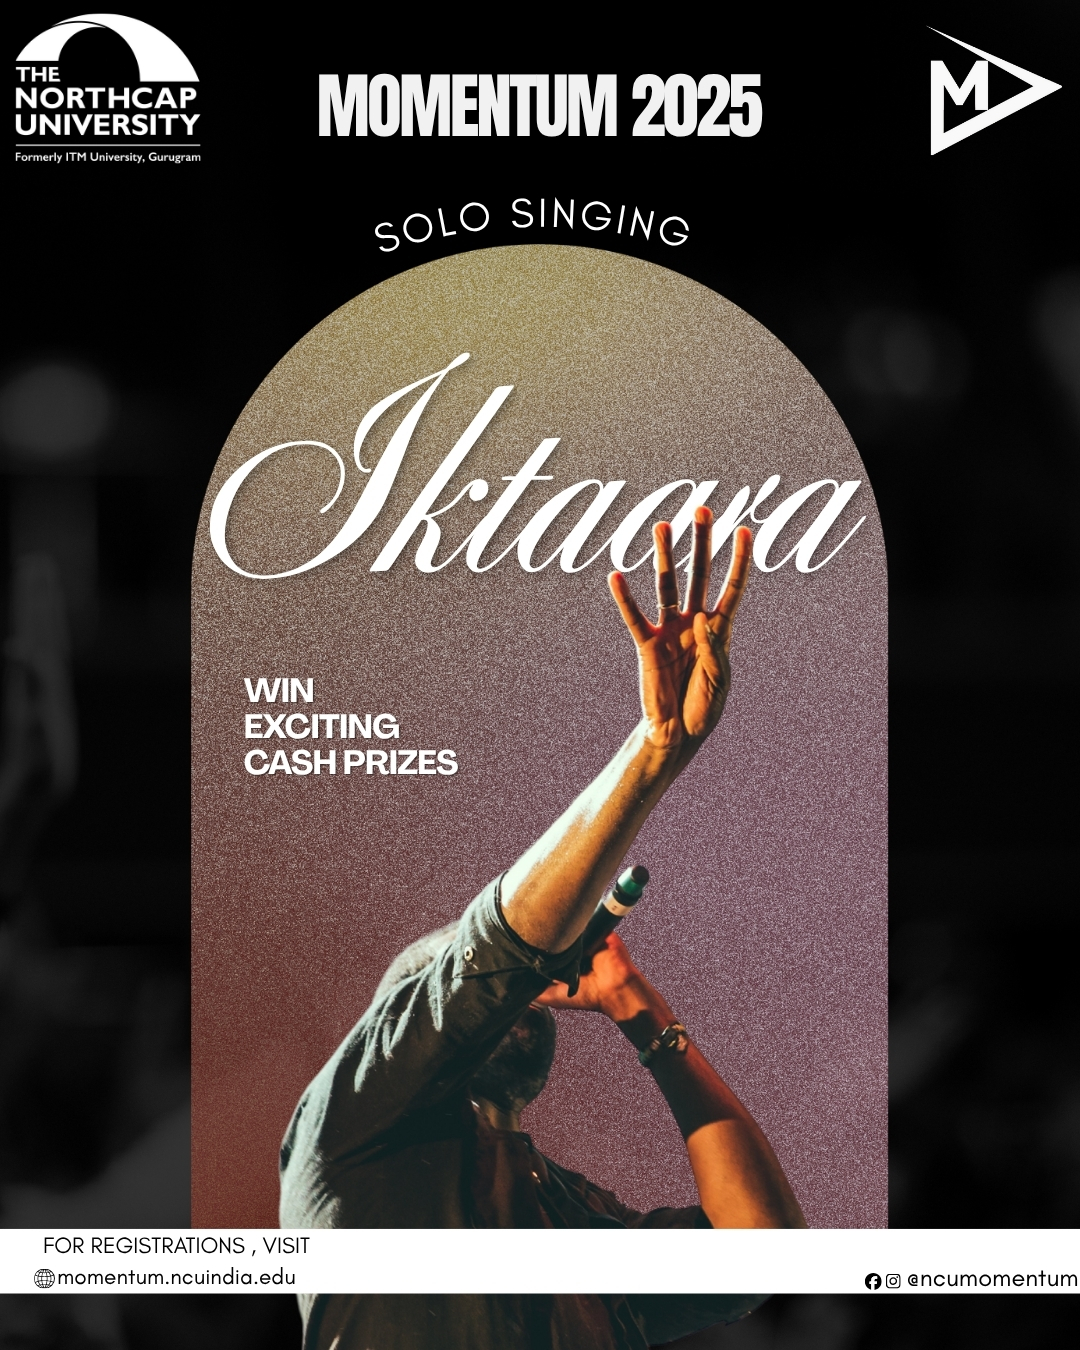 THE
NORTHCAP
UNIVERSITY
Formerly ITM University, Gurugram
MOMENTUM 2025
M
SOLO SINGING
Iktaara
WIN
EXCITING
CASH PRIZES
FOR REGISTRATIONS , VISIT
momentum.ncuindia.edu
@ncumomentum